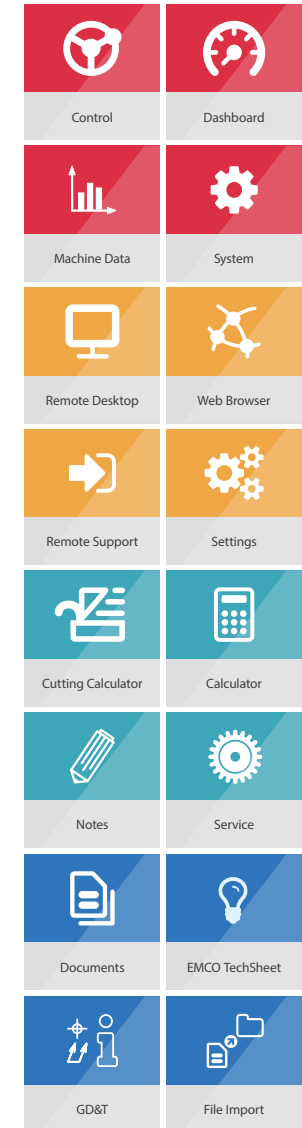 Control
Dashboard
Machine Data
System
Remote Desktop
Web Browser
Remote Support
Settings
Cutting Calculator
Calculator
Notes
Service
Documents
EMCO TechSheet
GD&T
File Import